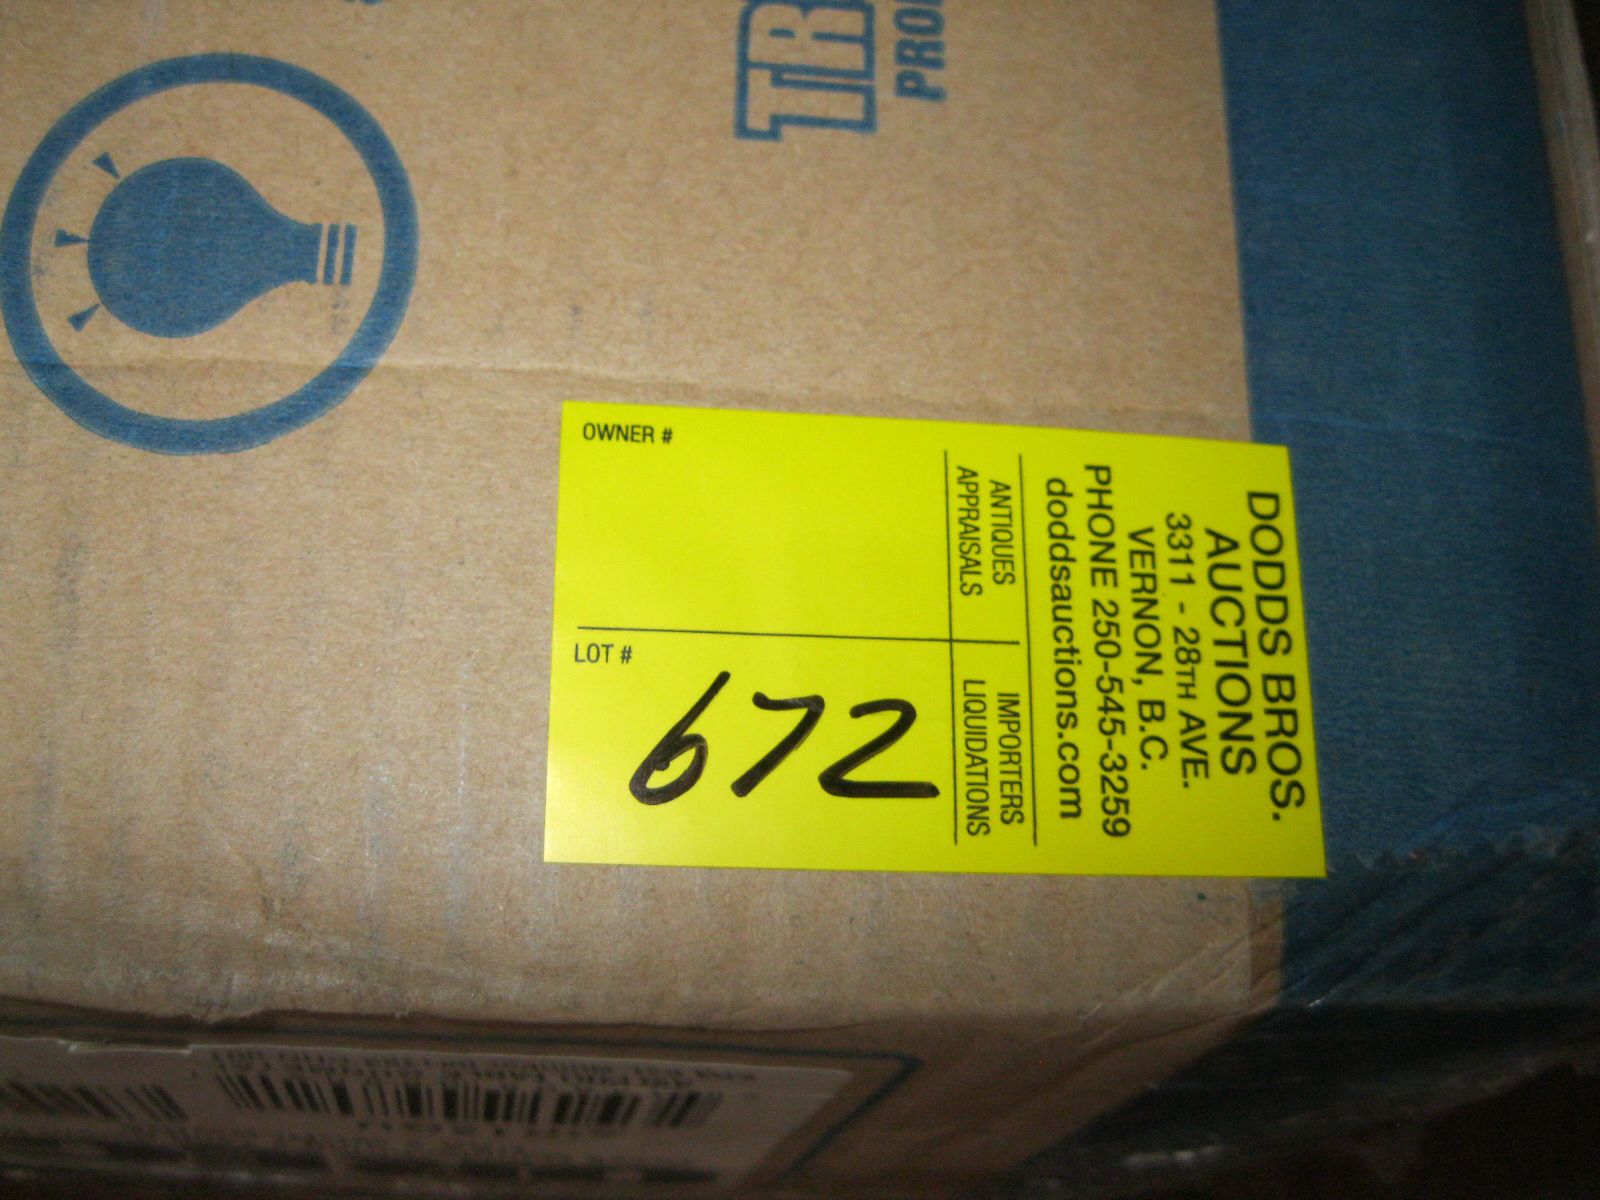 TR
PRO
DODDS BROS.
AUCTIONS
3311 - 28TH AVE.
VERNON, B.C.
PHONE 250-545-3259
doddsauctions.com
ANTIQUES
APPRAISALS
IMPORTERS
LIQUIDATIONS
OWNER #
LOT #
672